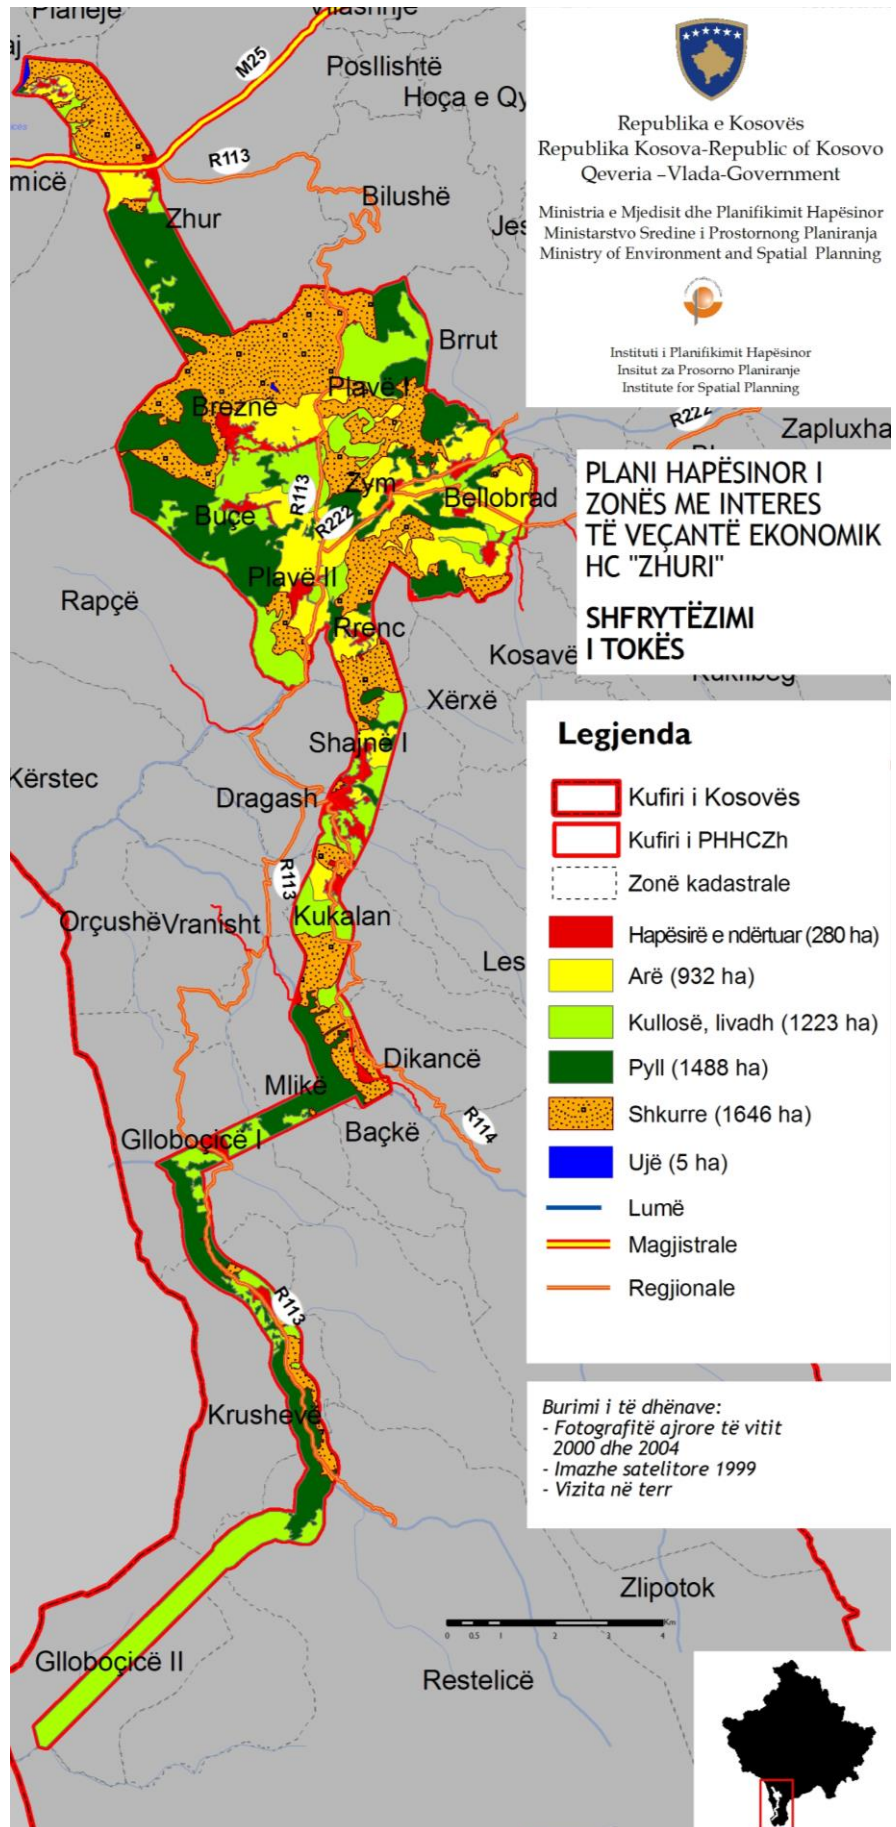 Planejë
Vllashnjë
aj
M25
Posllishtë
Hoça e Qy
R113
micë
Bilushë
Zhur
Jes
Republika e Kosovës
Republika Kosova-Republic of Kosovo
Qeveria –Vlada-Government
Ministria e Mjedisit dhe Planifikimit Hapësinor
Ministarstvo Sredine i Prostornong Planiranja
Ministry of Environment and Spatial Planning
Instituti i Planifikimit Hapësinor
Insitut za Prosorno Planiranje
Institute for Spatial Planning
Brrut
Plavë I
Breznë
R222
Zapluxha
Zym
R113
Bellobrad
Buçe
R222
Plavë II
PLANI HAPËSINOR I
ZONËS ME INTERES
TË VEÇANTË EKONOMIK
HC "ZHURI"
SHFRYTËZIMI
I TOKËS
Rapçë
Rrenc
Kosavë
Xërxë
Shajnë I
Kërstec
Dragash
R113
Kukalan
Orçushë
Vranisht
Les
Dikancë
Mlikë
Baçkë
R114
Glloboçicë I
R113
Krushevë
Glloboçicë II
Zlipotok
Restelicë
Legjenda
Kufiri i Kosovës
Kufiri i PHHCZh
Zonë kadastrale
Hapësirë e ndërtuar (280 ha)
Arë (932 ha)
Kullosë, livadh (1223 ha)
Pyll (1488 ha)
Shkurre (1646 ha)
Ujë (5 ha)
Lumë
Magjistrale
Regjionale
Burimi i të dhënave:
- Fotografitë ajrore të vitit
2000 dhe 2004
- Imazhe satelitore 1999
- Vizita në terr
Km
0 0.5 1 2 3 4